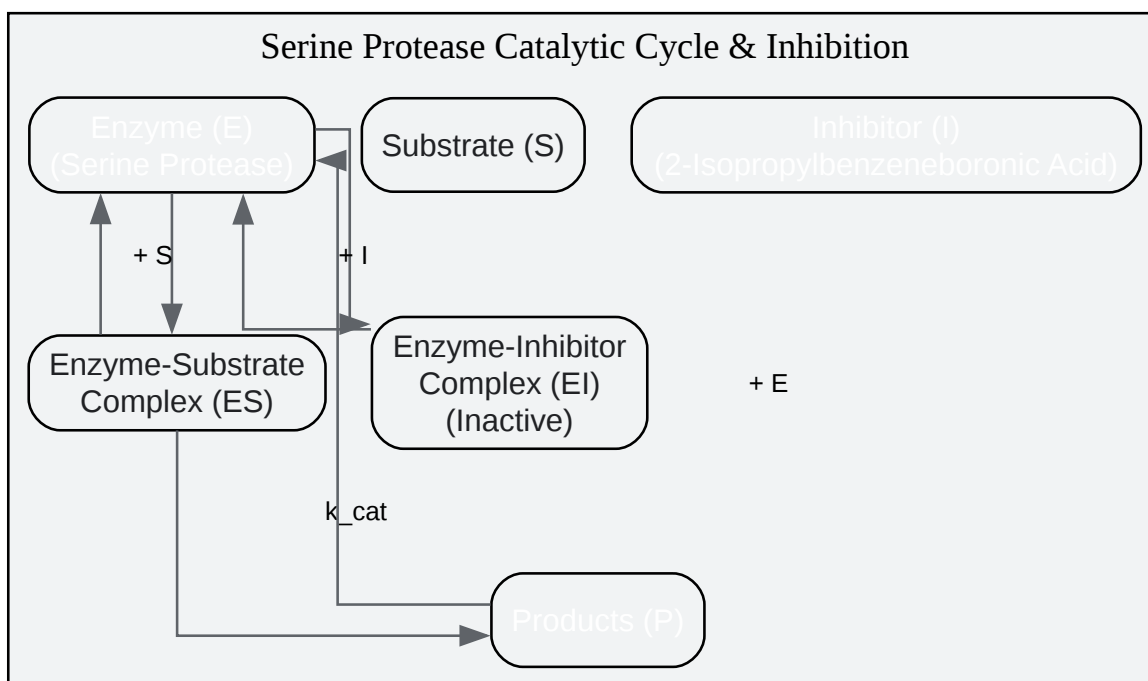 Serine Protease Catalytic Cycle & Inhibition
Enzyme (E)
(Serine Protease)
Substrate (S)
Inhibitor (I)
(2-Isopropylbenzeneboronic Acid)
+ S
+ I
Enzyme-Substrate
Complex (ES)
Enzyme-Inhibitor
Complex (EI)
(Inactive)
+ E
k_cat
Products (P)